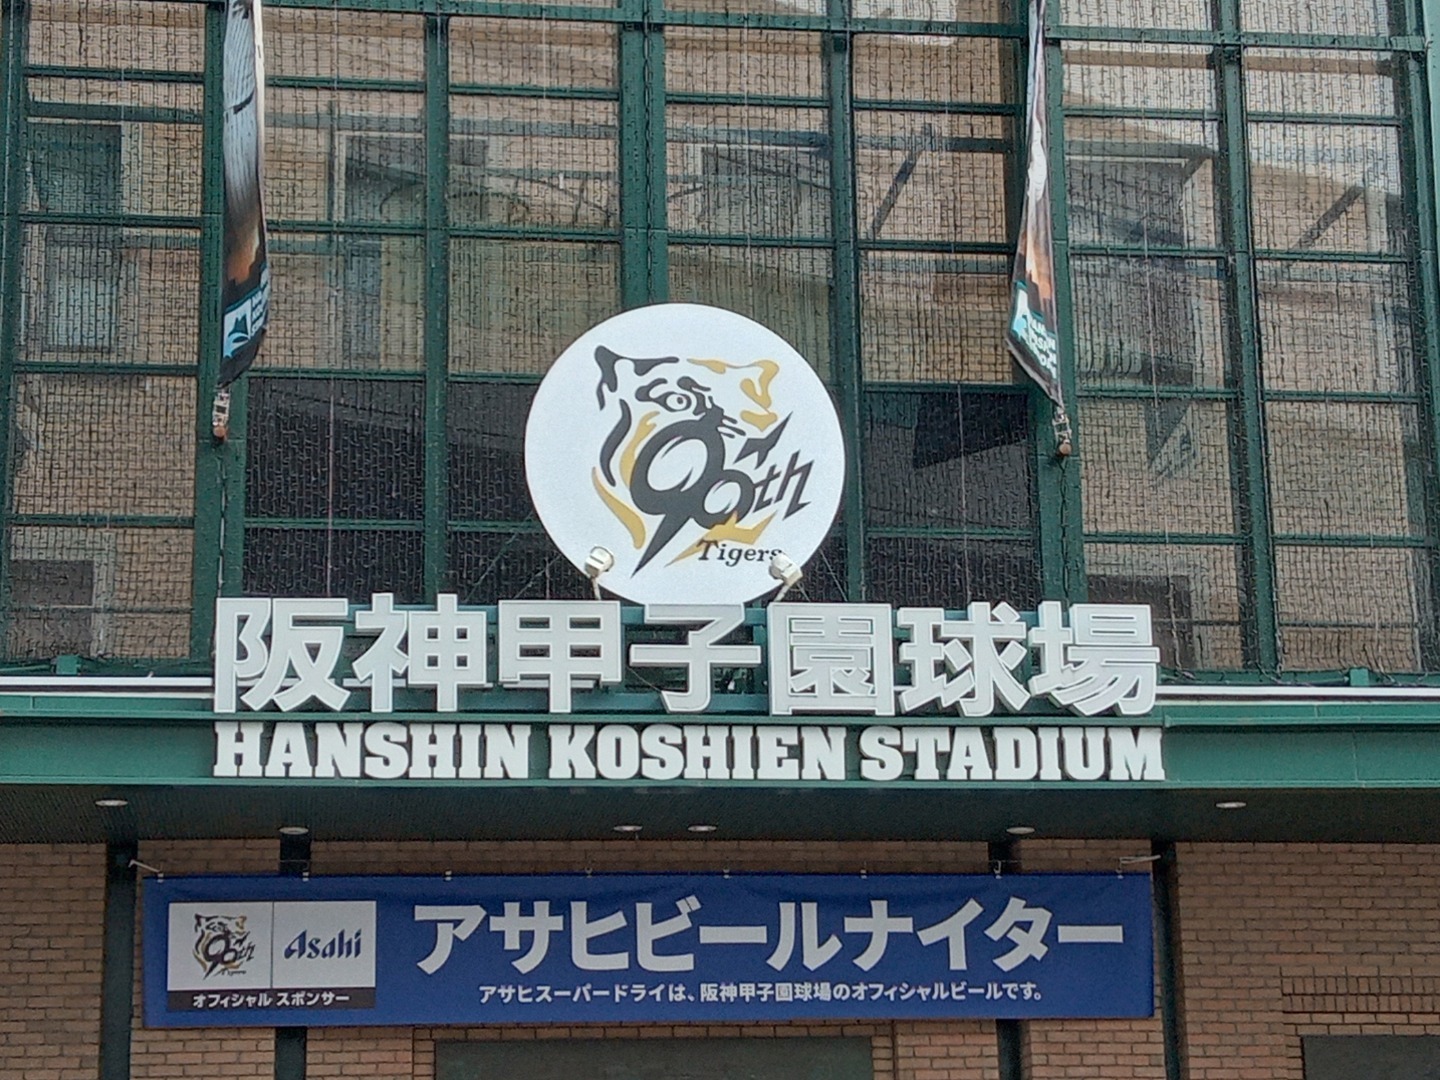 90th
Tigers
阪神甲子園球場
HANSHIN KOSHIEN STADIUM
90th
Tigers
Asahi
オフィシャル スポンサー
アサヒビールナイター
アサヒスーパードライは、阪神甲子園球場のオフィシャルビールです。